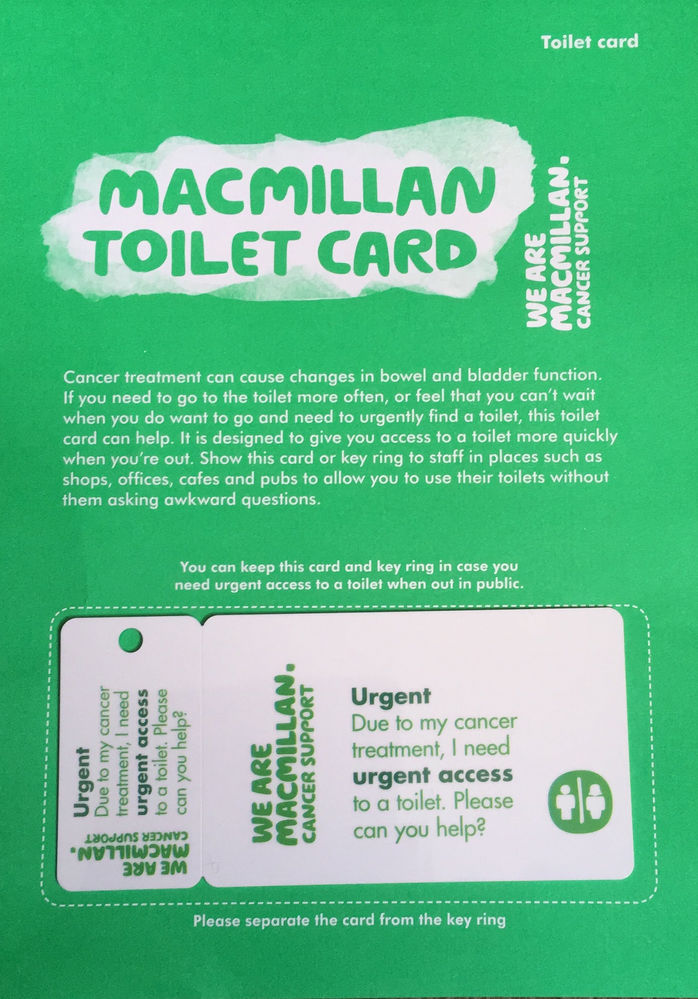 Toilet card
MACMILLAN
TOILET CARD
WE ARE
MACMILLAN.
CANCER SUPPORT
Cancer treatment can cause changes in bowel and bladder function.
If you need to go to the toilet more often, or feel that you can't wait
when you do want to go and need to urgently find a toilet, this toilet
card can help. It is designed to give you access to a toilet more quickly
when you're out. Show this card or key ring to staff in places such as
shops, offices, cafes and pubs to allow you to use their toilets without
them asking awkward questions.
You can keep this card and key ring in case you
need urgent access to a toilet when out in public.
Urgent
Due to my cancer
treatment, I need
urgent access
to a toilet. Please
can you help?
WE ARE
MACMILLAN.
CANCER SUPPORT
WE ARE
MACMILLAN.
CANCER SUPPORT
Urgent
Due to my cancer
treatment, I need
urgent access
to a toilet. Please
can you help?
Please separate the card from the key ring